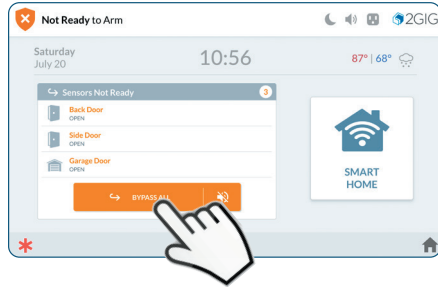 Not Ready to Arm
2GIG
Saturday
July 20
10:56
87° | 68°
Sensors Not Ready
3
Back Door
OPEN
Side Door
OPEN
Garage Door
OPEN
BYPASS ALL
SMART
HOME